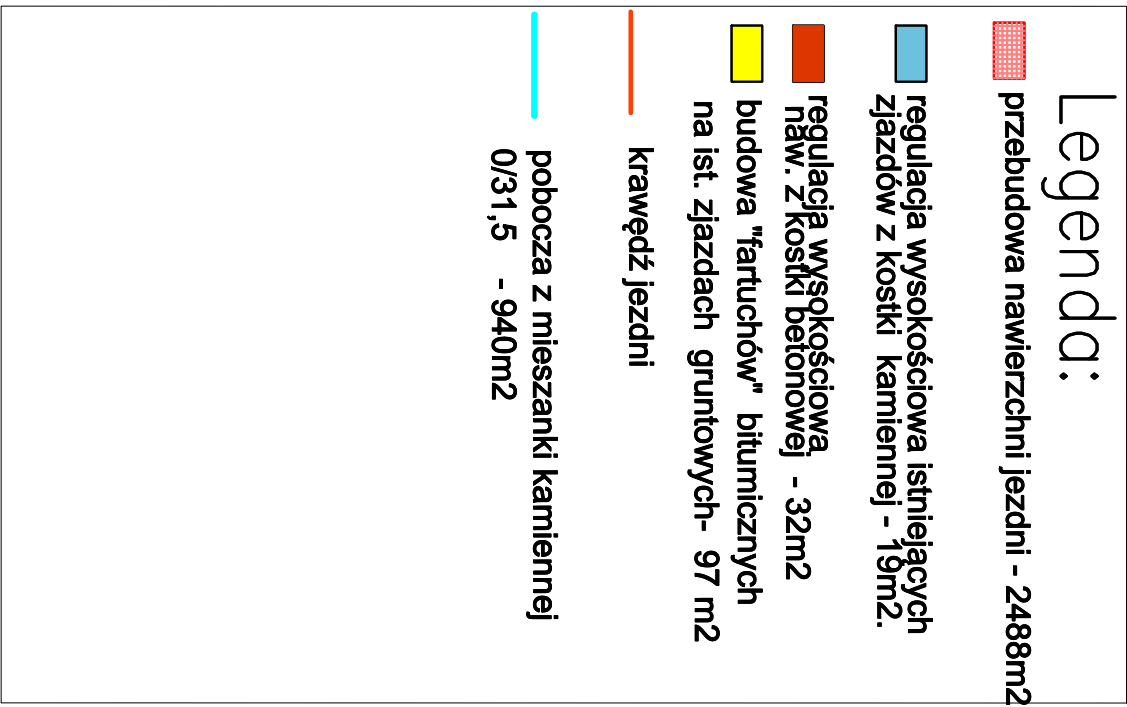 Legenda:
przebudowa nawierzchni jezdni - 2488m2
regulacja wysokościowa istniejących
zjazdów z kostki kamiennej - 19m2.
regulacja wysokościowa
naw. z kostki betonowej - 32m2
budowa "fartuchów" bitumicznych
na ist. zjazdach gruntowych- 97 m2
krawędź jezdni
pobocza z mieszanki kamiennej
0/31,5 - 940m2